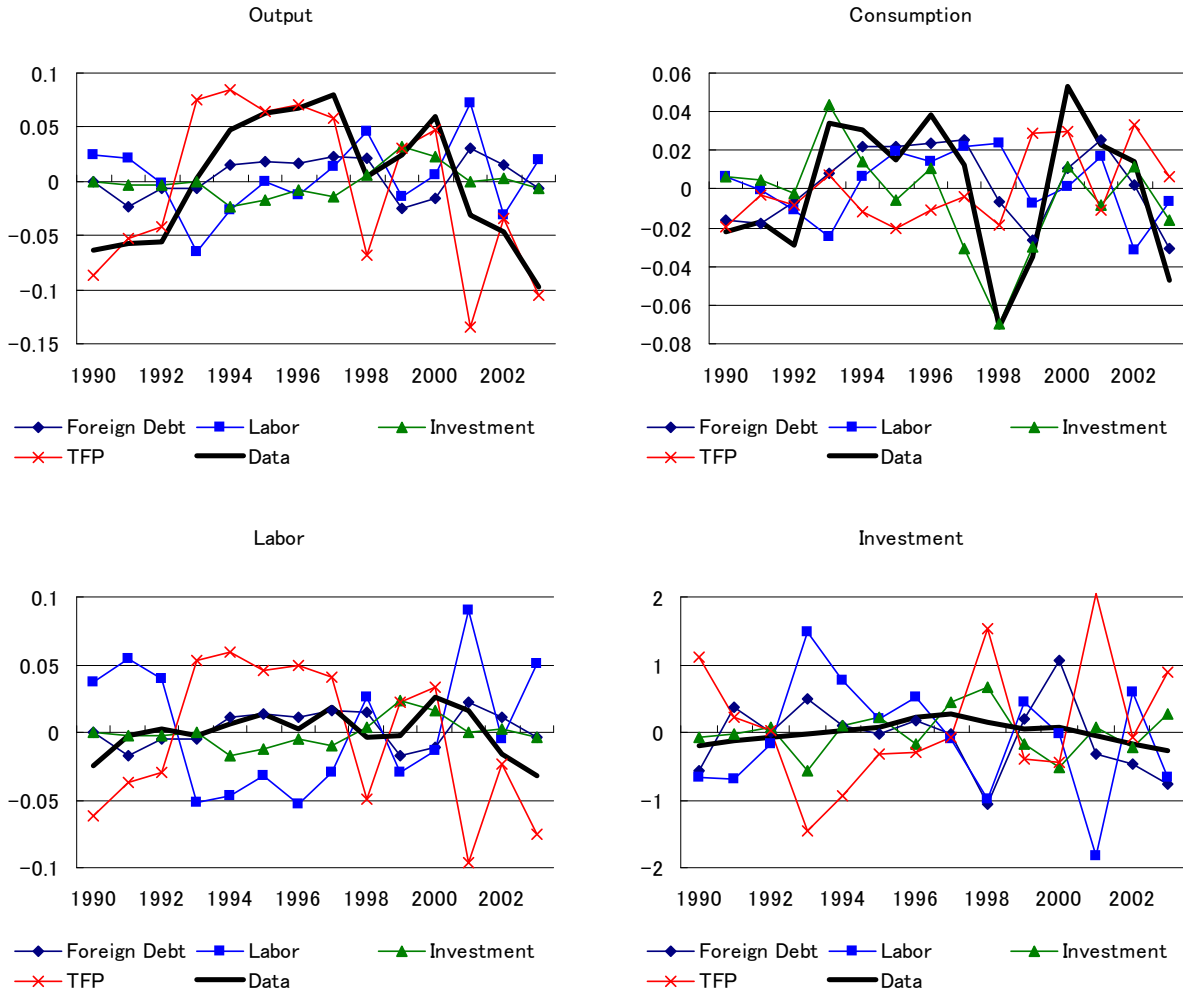 Output
0.1
0.05
0
−0.05
−0.1
−0.15
1990 1992 1994 1996 1998 2000 2002
Foreign Debt Labor Investment
TFP Data
Consumption
0.06
0.04
0.02
0
−0.02
−0.04
−0.06
−0.08
1990 1992 1994 1996 1998 2000 2002
Foreign Debt Labor Investment
TFP Data
Labor
0.1
0.05
0
−0.05
−0.1
1990 1992 1994 1996 1998 2000 2002
Foreign Debt Labor Investment
TFP Data
Investment
2
1
0
−1
−2
1990 1992 1994 1996 1998 2000 2002
Foreign Debt Labor Investment
TFP Data